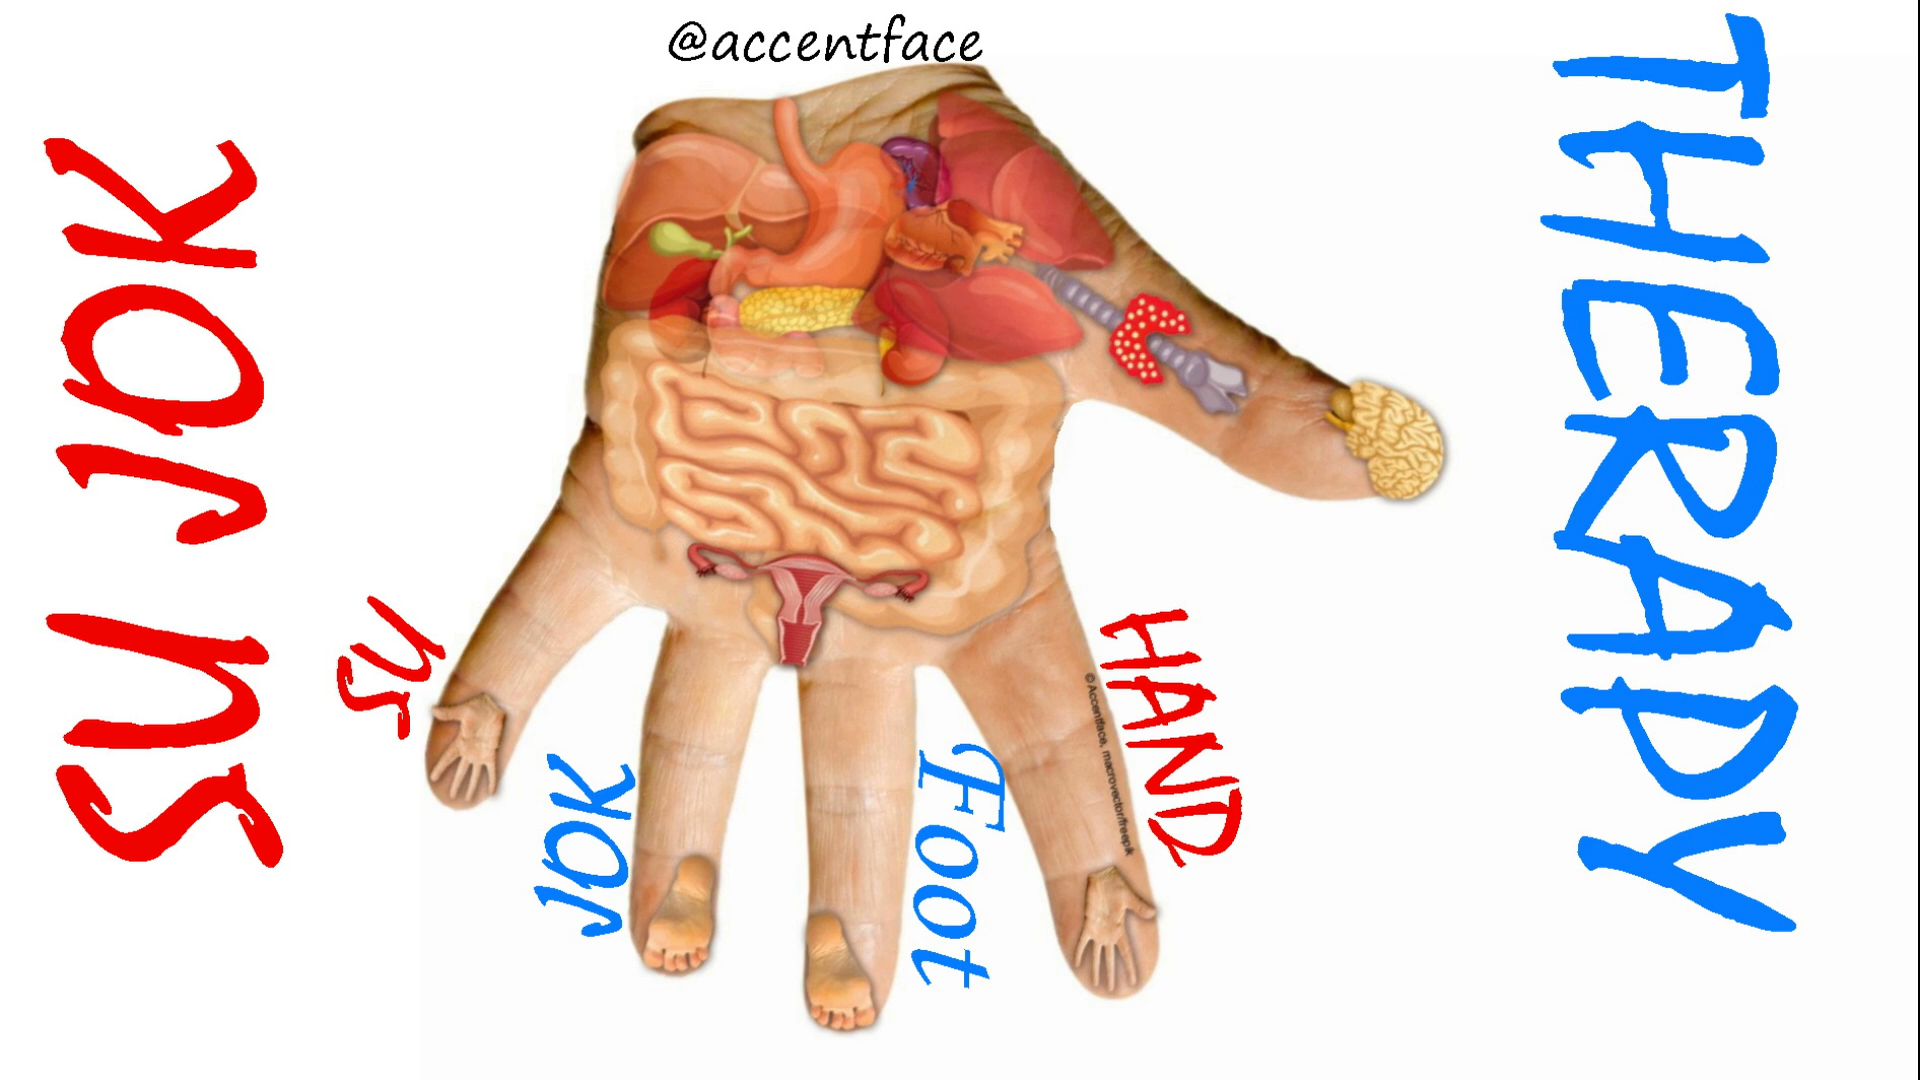 @accentface
SU JOK
THERAPY
SU
JOK
Foot
HAND
© Accentface, macrovector/freepik